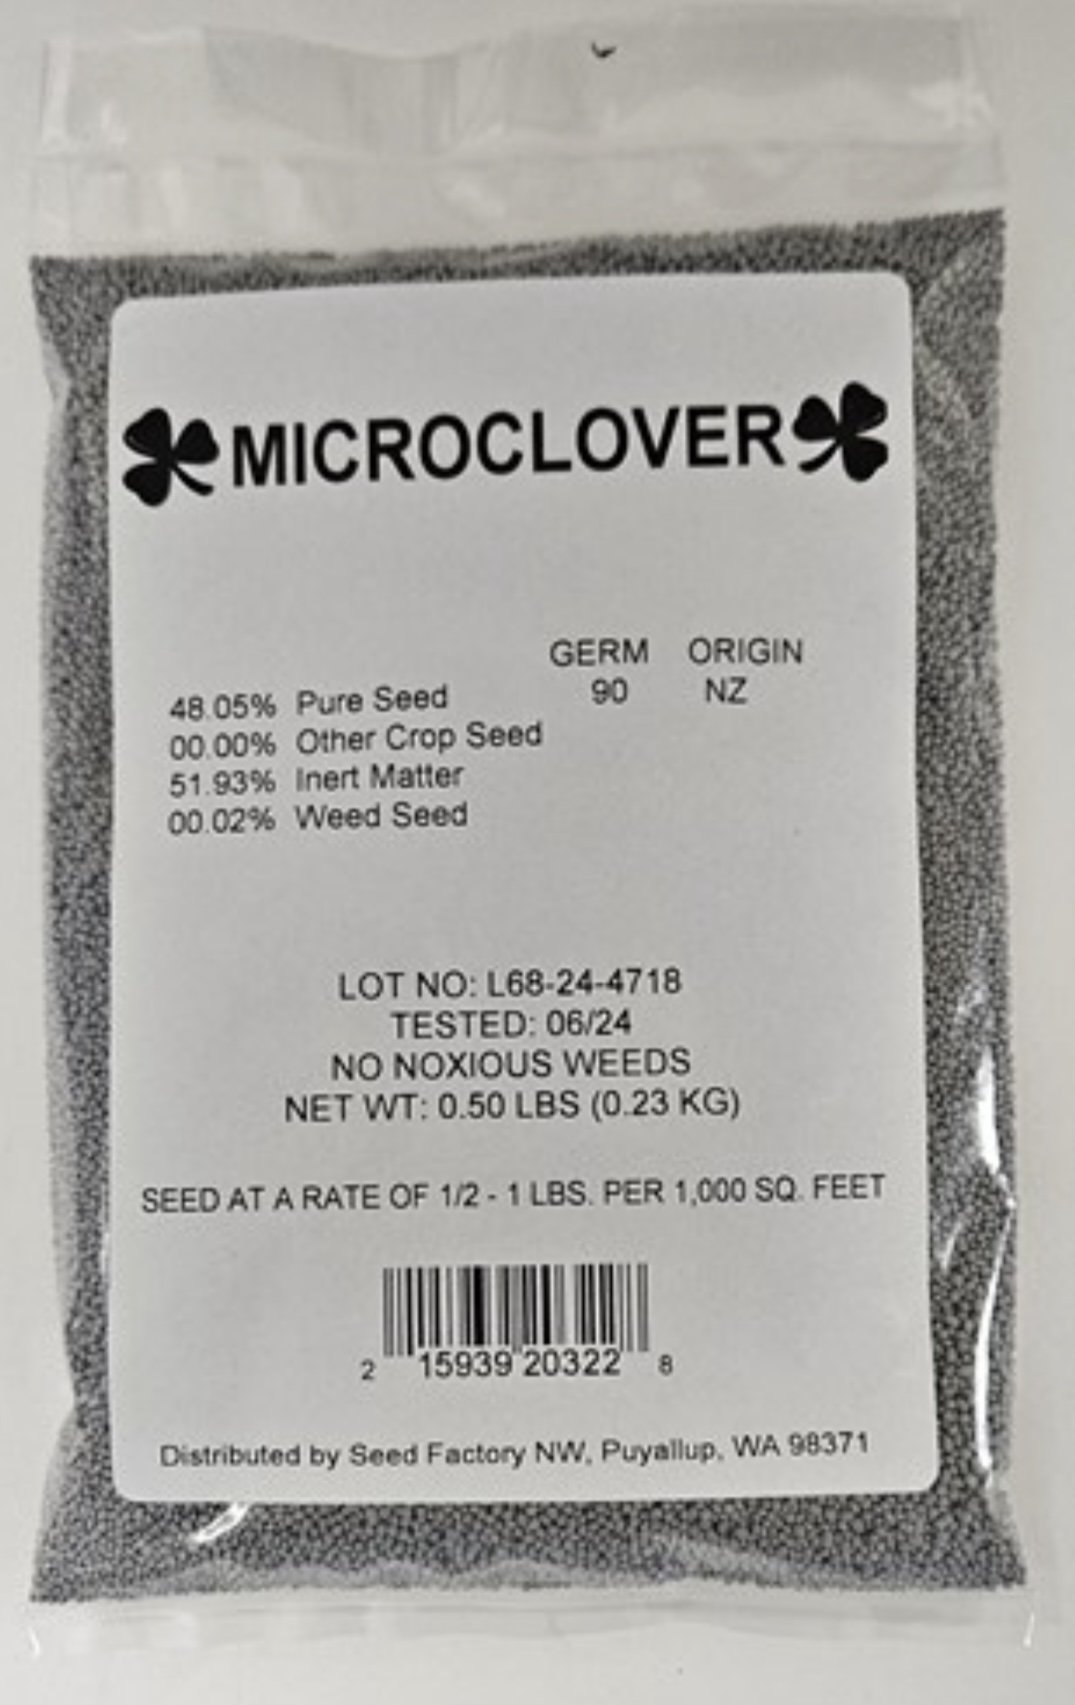 MICROCLOVER
GERM ORIGIN
48.05% Pure Seed 90 NZ
00.00% Other Crop Seed
51.93% Inert Matter
00.02% Weed Seed
LOT NO: L68-24-4718
TESTED: 06/24
NO NOXIOUS WEEDS
NET WT: 0.50 LBS (0.23 KG)
SEED AT A RATE OF 1/2 - 1 LBS. PER 1,000 SQ. FEET
2 15939 20322 8
Distributed by Seed Factory NW, Puyallup, WA 98371